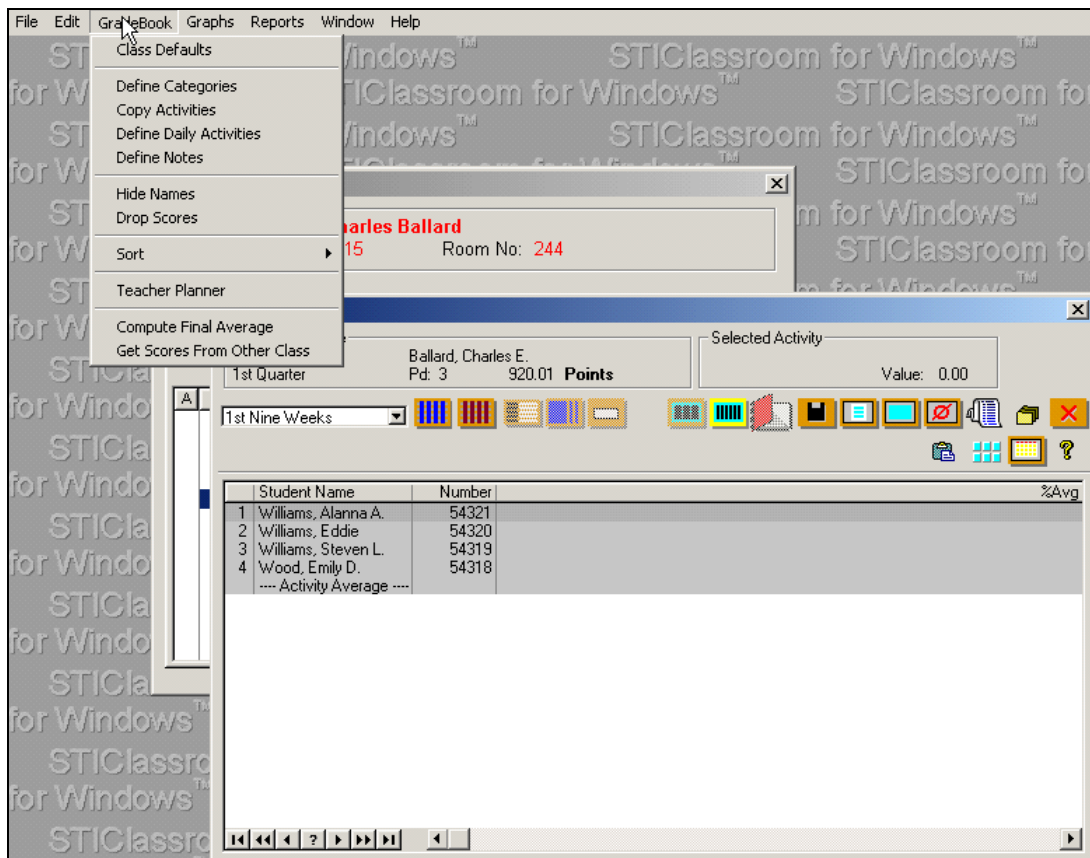 File Edit GradeBook Graphs Reports Window Help
Class Defaults
Define Categories
Copy Activities
Define Daily Activities
Define Notes
Hide Names
Drop Scores
Sort
Teacher Planner
Compute Final Average
Get Scores From Other Class
STIClassroom for Windows™
arles Ballard
15 Room No: 244
Selected Activity
Ballard, Charles E.
1st Quarter Pd: 3 920.01 Points Value: 0.00
A
1st Nine Weeks
Student Name Number %Avg
1 Williams, Alanna A. 54321
2 Williams, Eddie 54320
3 Williams, Steven L. 54319
4 Wood, Emily D. 54318
---- Activity Average ----